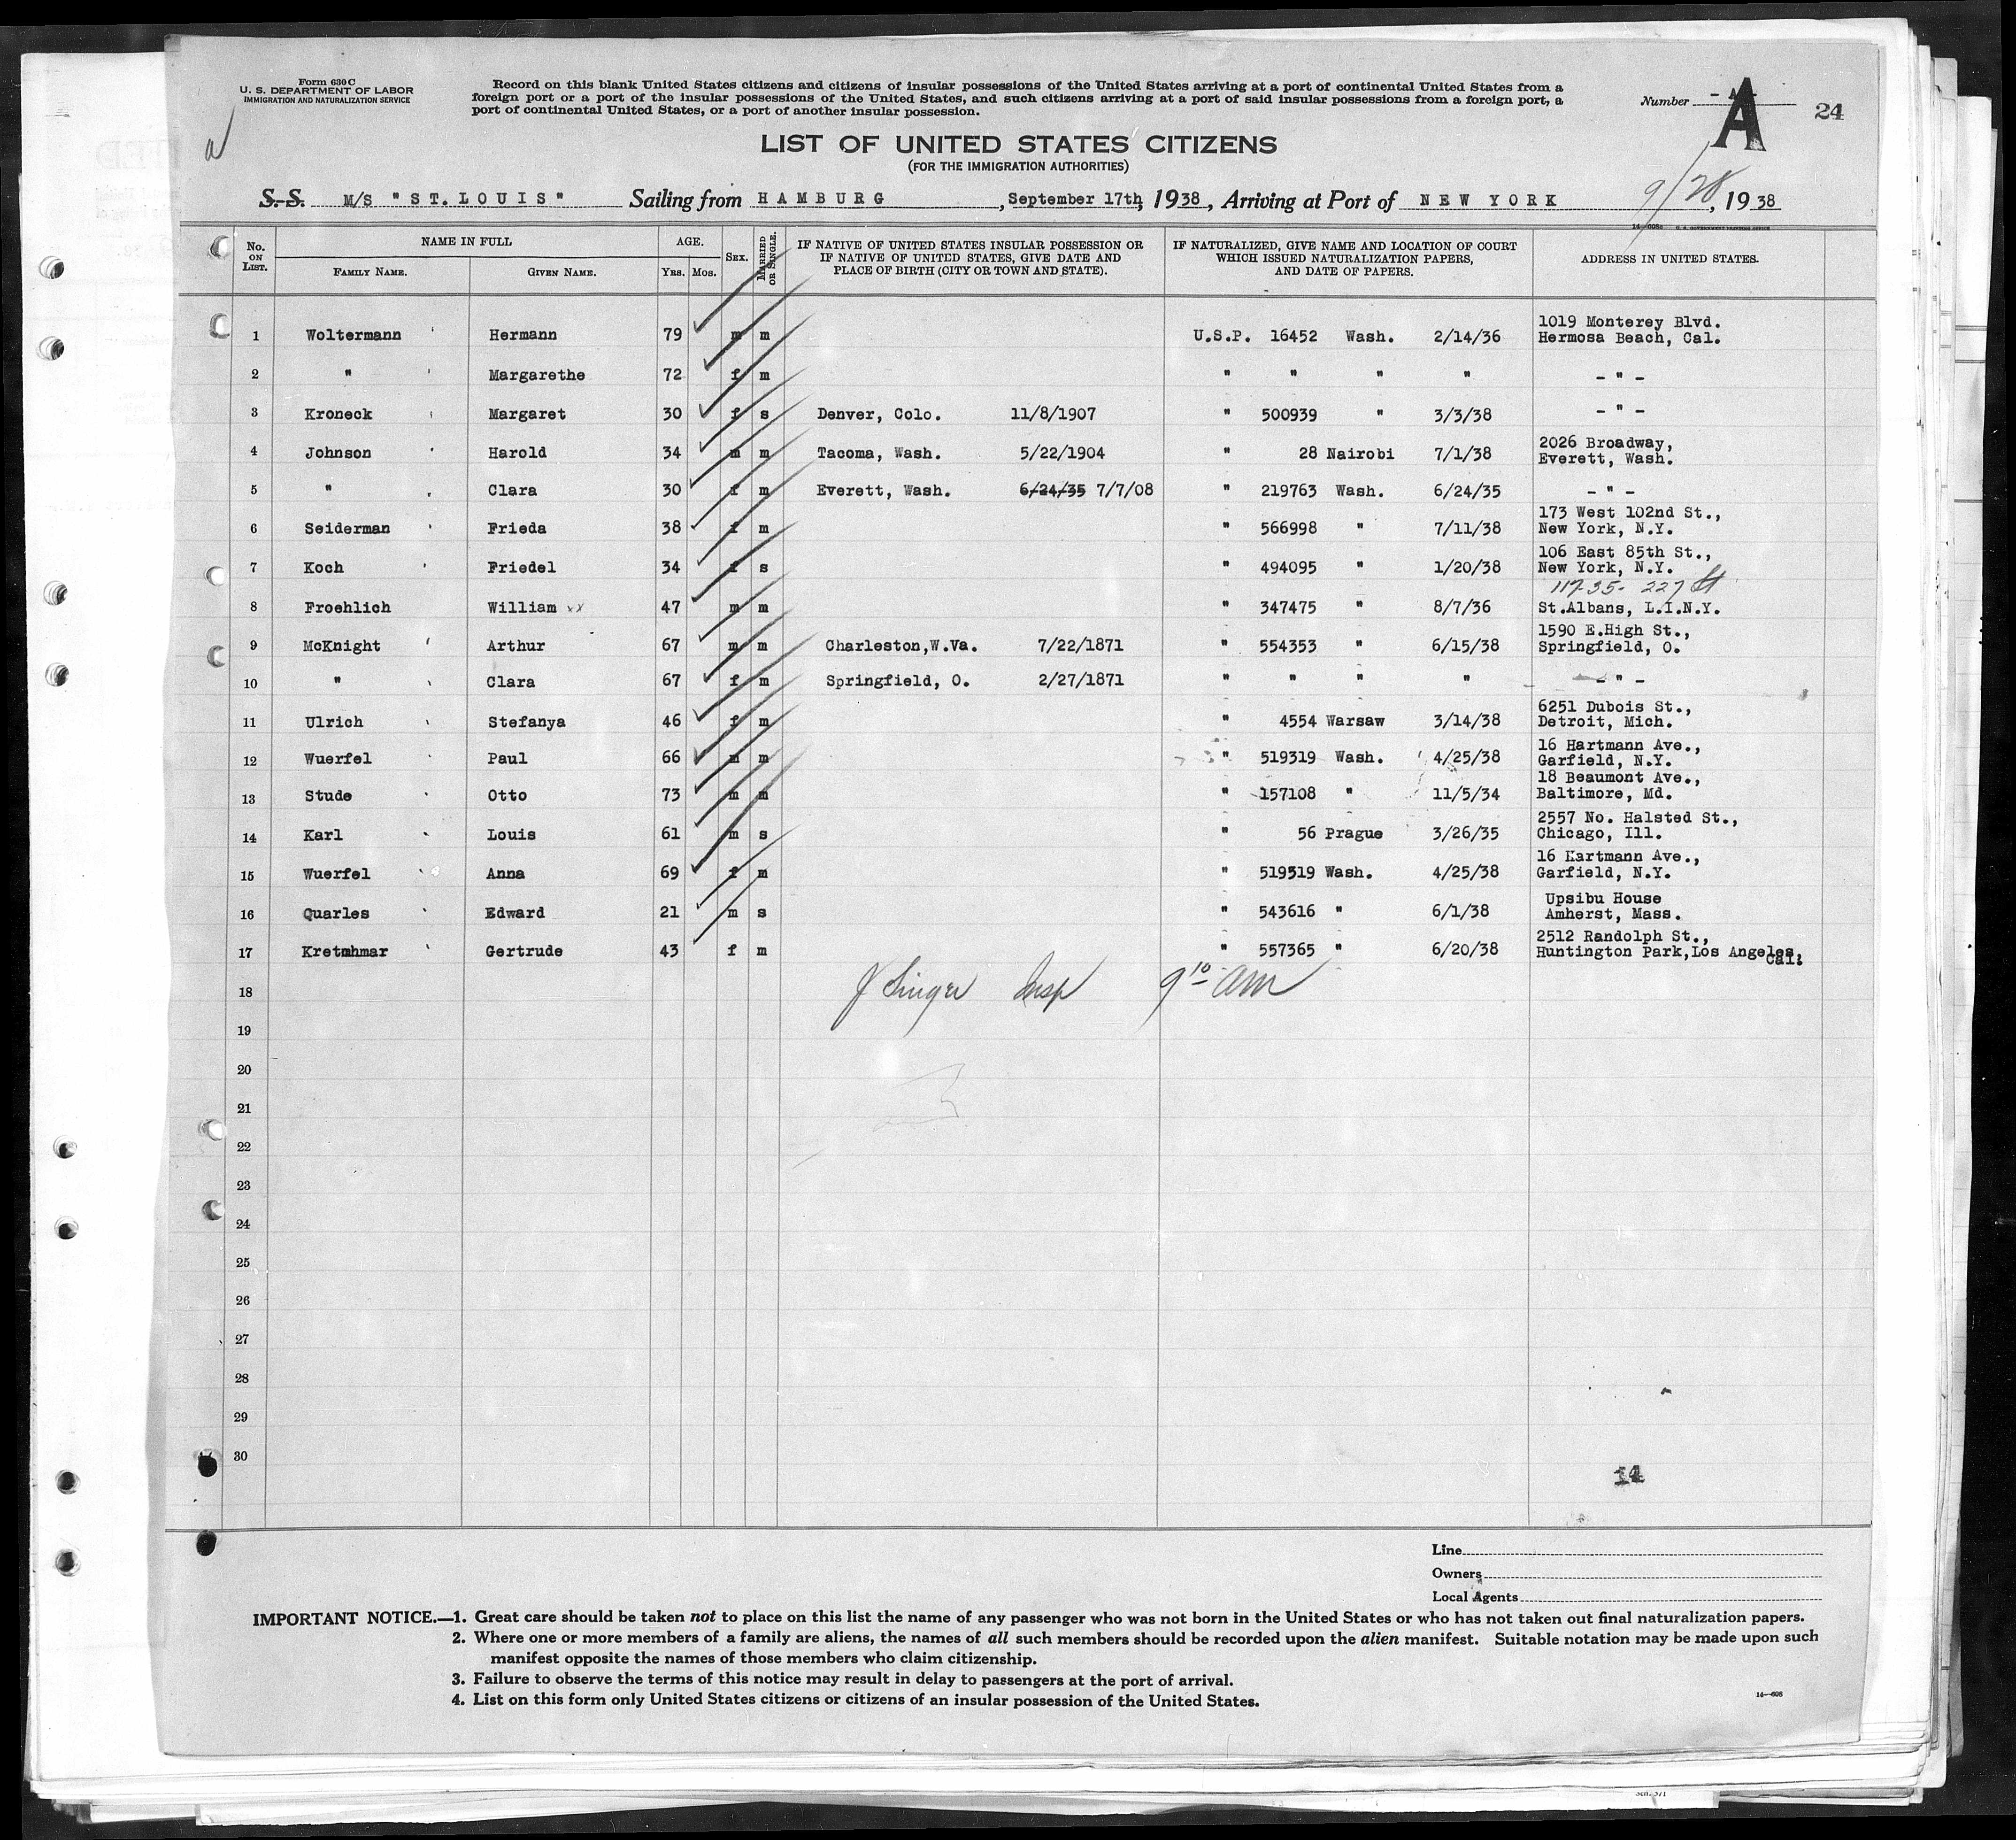 Form 630 C
U. S. DEPARTMENT OF LABOR
IMMIGRATION AND NATURALIZATION SERVICE
Record on this blank United States citizens and citizens of insular possessions of the United States arriving at a port of continental United States from a
foreign port or a port of the insular possessions of the United States, and such citizens arriving at a port of said insular possessions from a foreign port, a
port of continental United States, or a port of another insular possession.
Number
A
24
LIST OF UNITED STATES CITIZENS
(FOR THE IMMIGRATION AUTHORITIES)
S.S. M/S "ST.LOUIS" Sailing from HAMBURG, September 17th, 1938, Arriving at Port of NEW YORK 9/28, 1938
No. ON LIST. NAME IN FULL FAMILY NAME. GIVEN NAME. AGE. YRS. MOS. SEX. MARRIED OR SINGLE. IF NATIVE OF UNITED STATES INSULAR POSSESSION OR IF NATIVE OF UNITED STATES, GIVE DATE AND PLACE OF BIRTH (CITY OR TOWN AND STATE). IF NATURALIZED, GIVE NAME AND LOCATION OF COURT WHICH ISSUED NATURALIZATION PAPERS, AND DATE OF PAPERS. ADDRESS IN UNITED STATES.
1 Woltermann Hermann 79 m m U.S.P. 16452 Wash. 2/14/36 1019 Monterey Blvd. Hermosa Beach, Cal.
2 " Margarethe 72 f m " " " " - " -
3 Kroneck Margaret 30 f s Denver, Colo. 11/8/1907 " 500939 " 3/3/38 - " -
4 Johnson Harold 34 m m Tacoma, Wash. 5/22/1904 " 28 Nairobi 7/1/38 2026 Broadway, Everett, Wash.
5 " Clara 30 f m Everett, Wash. 6/24/35 7/7/08 " 219763 Wash. 6/24/35 - " -
6 Seiderman Frieda 38 f m " 566998 " 7/11/38 173 West 102nd St., New York, N.Y.
7 Koch Friedel 34 f s " 494095 " 1/20/38 106 East 85th St., New York, N.Y.
8 Froehlich William xx 47 m m " 347475 " 8/7/36 117-35- 227 St St.Albans, L.I.N.Y.
9 McKnight Arthur 67 m m Charleston,W.Va. 7/22/1871 " 554353 " 6/15/38 1590 E.High St., Springfield, O.
10 " Clara 67 f m Springfield, O. 2/27/1871 " " " " - " -
11 Ulrich Stefanya 46 f m " 4554 Warsaw 3/14/38 6251 Dubois St., Detroit, Mich.
12 Wuerfel Paul 66 m m " 519319 Wash. 4/25/38 16 Hartmann Ave., Garfield, N.Y.
13 Stude Otto 73 m m " 157108 " 11/5/34 18 Beaumont Ave., Baltimore, Md.
14 Karl Louis 61 m s " 56 Prague 3/26/35 2557 No. Halsted St., Chicago, Ill.
15 Wuerfel Anna 69 f m " 519319 Wash. 4/25/38 16 Hartmann Ave., Garfield, N.Y.
16 Quarles Edward 21 m s " 543616 " 6/1/38 Upsibu House Amherst, Mass.
17 Kretmhmar Gertrude 43 f m " 557365 " 6/20/38 2512 Randolph St., Huntington Park,Los Angeles, Cal.
J Singer Insp 9 10 am
18
19
20
21
22
23
24
25
26
27
28
29
30
14
Line
Owners
Local Agents
IMPORTANT NOTICE.—1. Great care should be taken not to place on this list the name of any passenger who was not born in the United States or who has not taken out final naturalization papers.
2. Where one or more members of a family are aliens, the names of all such members should be recorded upon the alien manifest. Suitable notation may be made upon such
manifest opposite the names of those members who claim citizenship.
3. Failure to observe the terms of this notice may result in delay to passengers at the port of arrival.
4. List on this form only United States citizens or citizens of an insular possession of the United States.
14—608